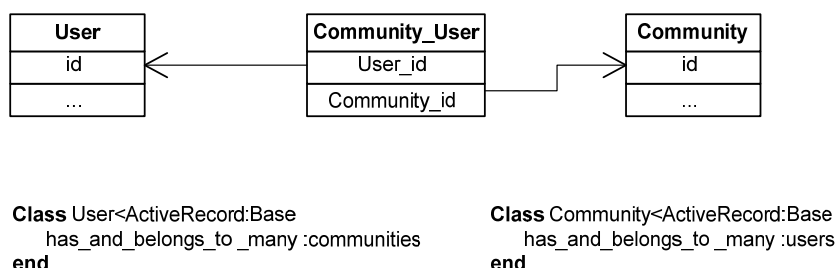 User
id
...
Community_User
User_id
Community_id
Community
id
...
Class User<ActiveRecord:Base
has_and_belongs_to _many :communities
end
Class Community<ActiveRecord:Base
has_and_belongs_to _many :users
end